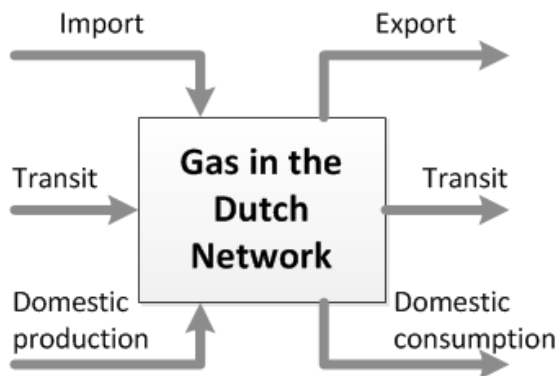 Import
Export
Gas in the
Dutch
Network
Transit
Transit
Domestic
production
Domestic
consumption